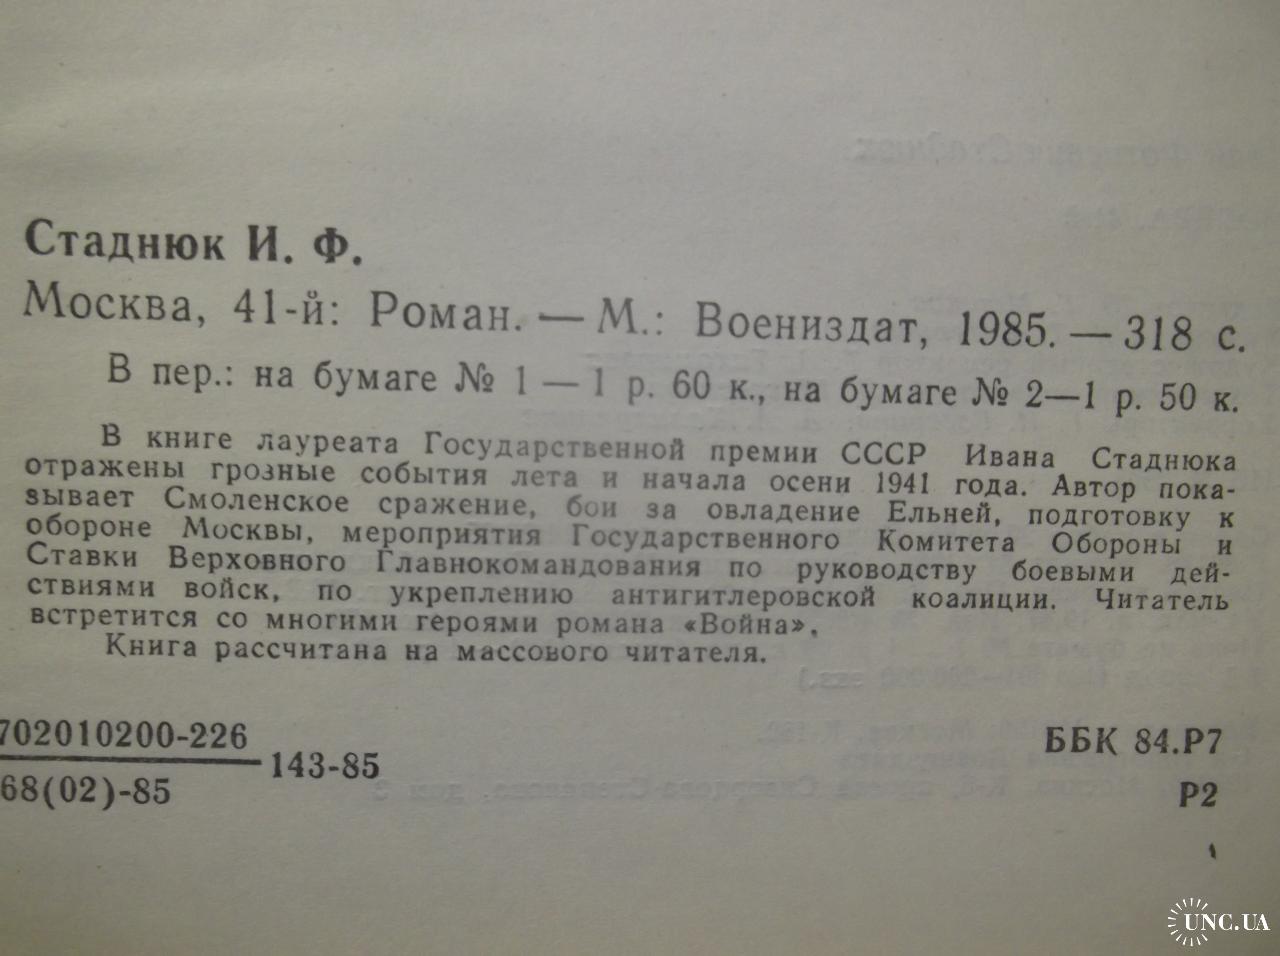 Стаднюк И. Ф.
Москва, 41-й: Роман. — М.: Воениздат, 1985. — 318 с.
В пер.: на бумаге № 1 — 1 р. 60 к., на бумаге № 2—1 р. 50 к.
В книге лауреата Государственной премии СССР Ивана Стаднюка
отражены грозные события лета и начала осени 1941 года. Автор пока-
зывает Смоленское сражение, бои за овладение Ельней, подготовку к
обороне Москвы, мероприятия Государственного Комитета Обороны и
Ставки Верховного Главнокомандования по руководству боевыми дей-
ствиями войск, по укреплению антигитлеровской коалиции. Читатель
встретится со многими героями романа «Война».
Книга рассчитана на массового читателя.
702010200-226
68(02)-85
143-85
ББК 84.Р7
Р2
UNC.UA